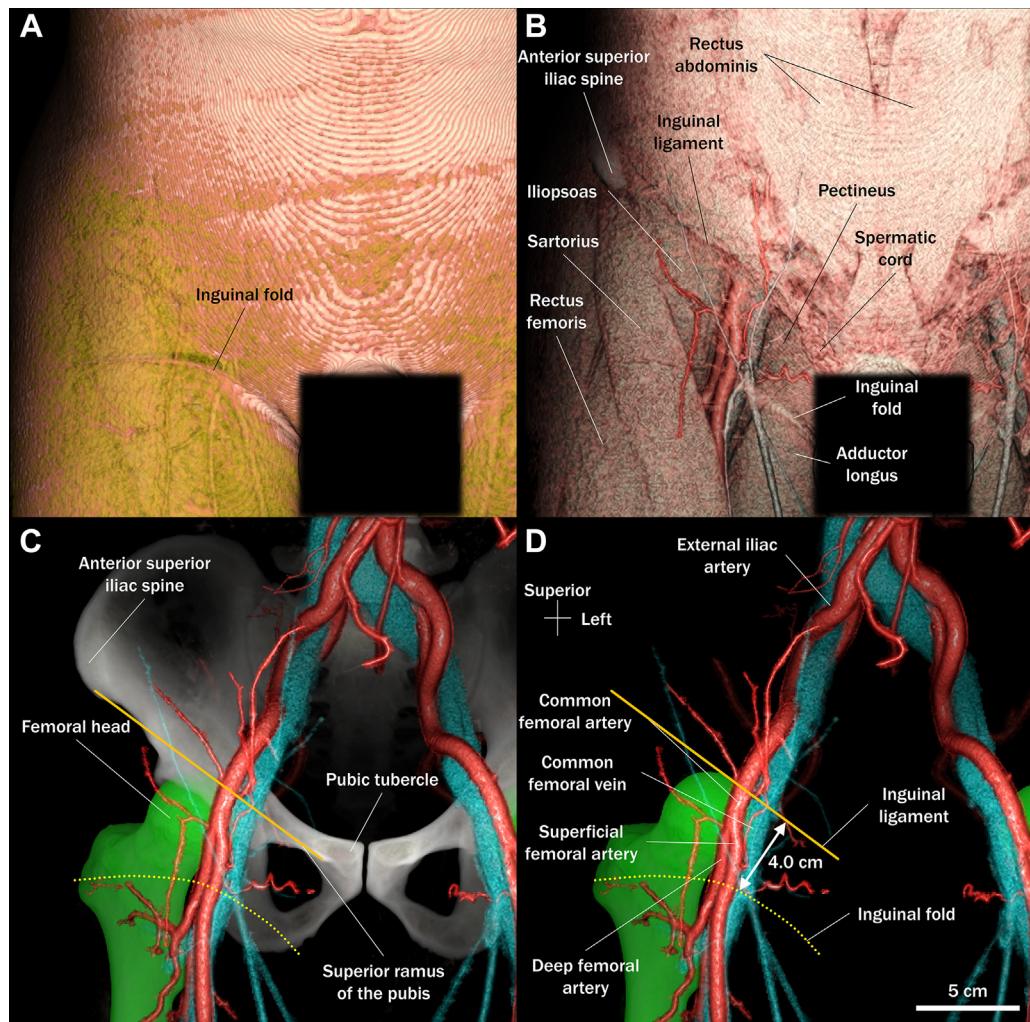 A
Inguinal fold
B
Anterior superior
iliac spine
Rectus
abdominis
Inguinal
ligament
Iliopsoas
Pectineus
Sartorius
Spermatic
cord
Rectus
femoris
Inguinal
fold
Adductor
longus
C
Anterior superior
iliac spine
Femoral head
Pubic tubercle
Superior ramus
of the pubis
D
External iliac
artery
Superior
Left
Common
femoral artery
Common
femoral vein
Inguinal
ligament
Superficial
femoral artery
4.0 cm
Inguinal fold
Deep femoral
artery
5 cm